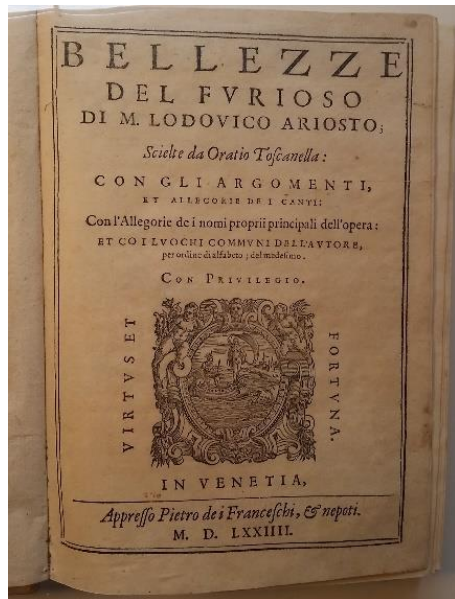 BELLEZZE
DEL FVRIOSO
DI M. LODOVICO ARIOSTO;
Scielte da Oratio Toſcanella:
CON GLI ARGOMENTI,
ET ALLEGORIE DE I CANTI:
Con l'Allegorie de i nomi proprii principali dell'opera:
ET CO I LVOCHI COMMVNI DELL'AVTORE,
per ordine di alfabeto; del medeſimo.
CON PRIVILEGIO.
VIRTVS ET
FORTVNA.
IN VENETIA,
Appreſſo Pietro de i Franceſchi, & nepoti.
M. D. LXXIIII.